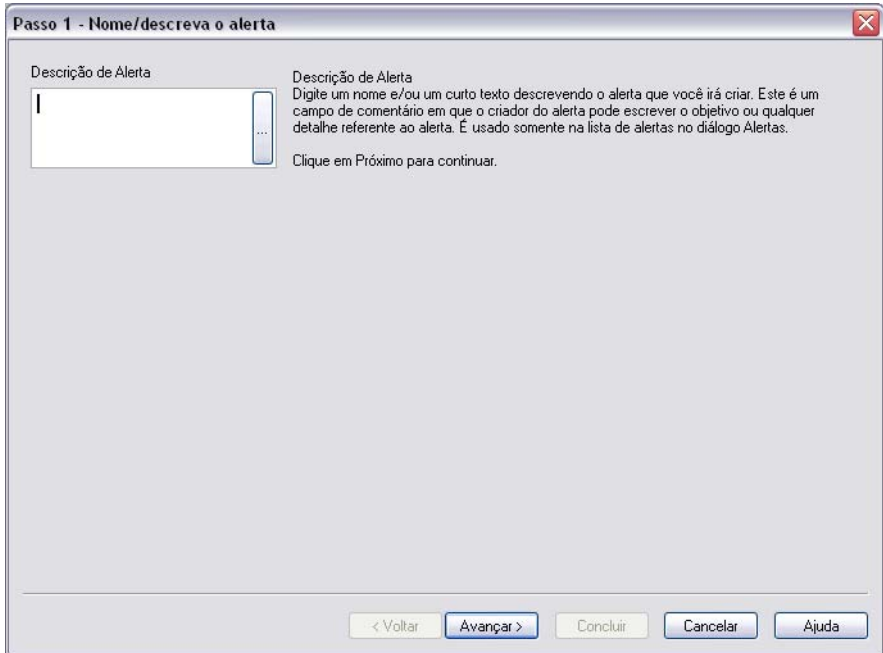 Passo 1 - Nome/descreva o alerta
Descrição de Alerta
...
Descrição de Alerta
Digite um nome e/ou um curto texto descrevendo o alerta que você irá criar. Este é um
campo de comentário em que o criador do alerta pode escrever o objetivo ou qualquer
detalhe referente ao alerta. É usado somente na lista de alertas no diálogo Alertas.
Clique em Próximo para continuar.
< Voltar
Avançar >
Concluir
Cancelar
Ajuda